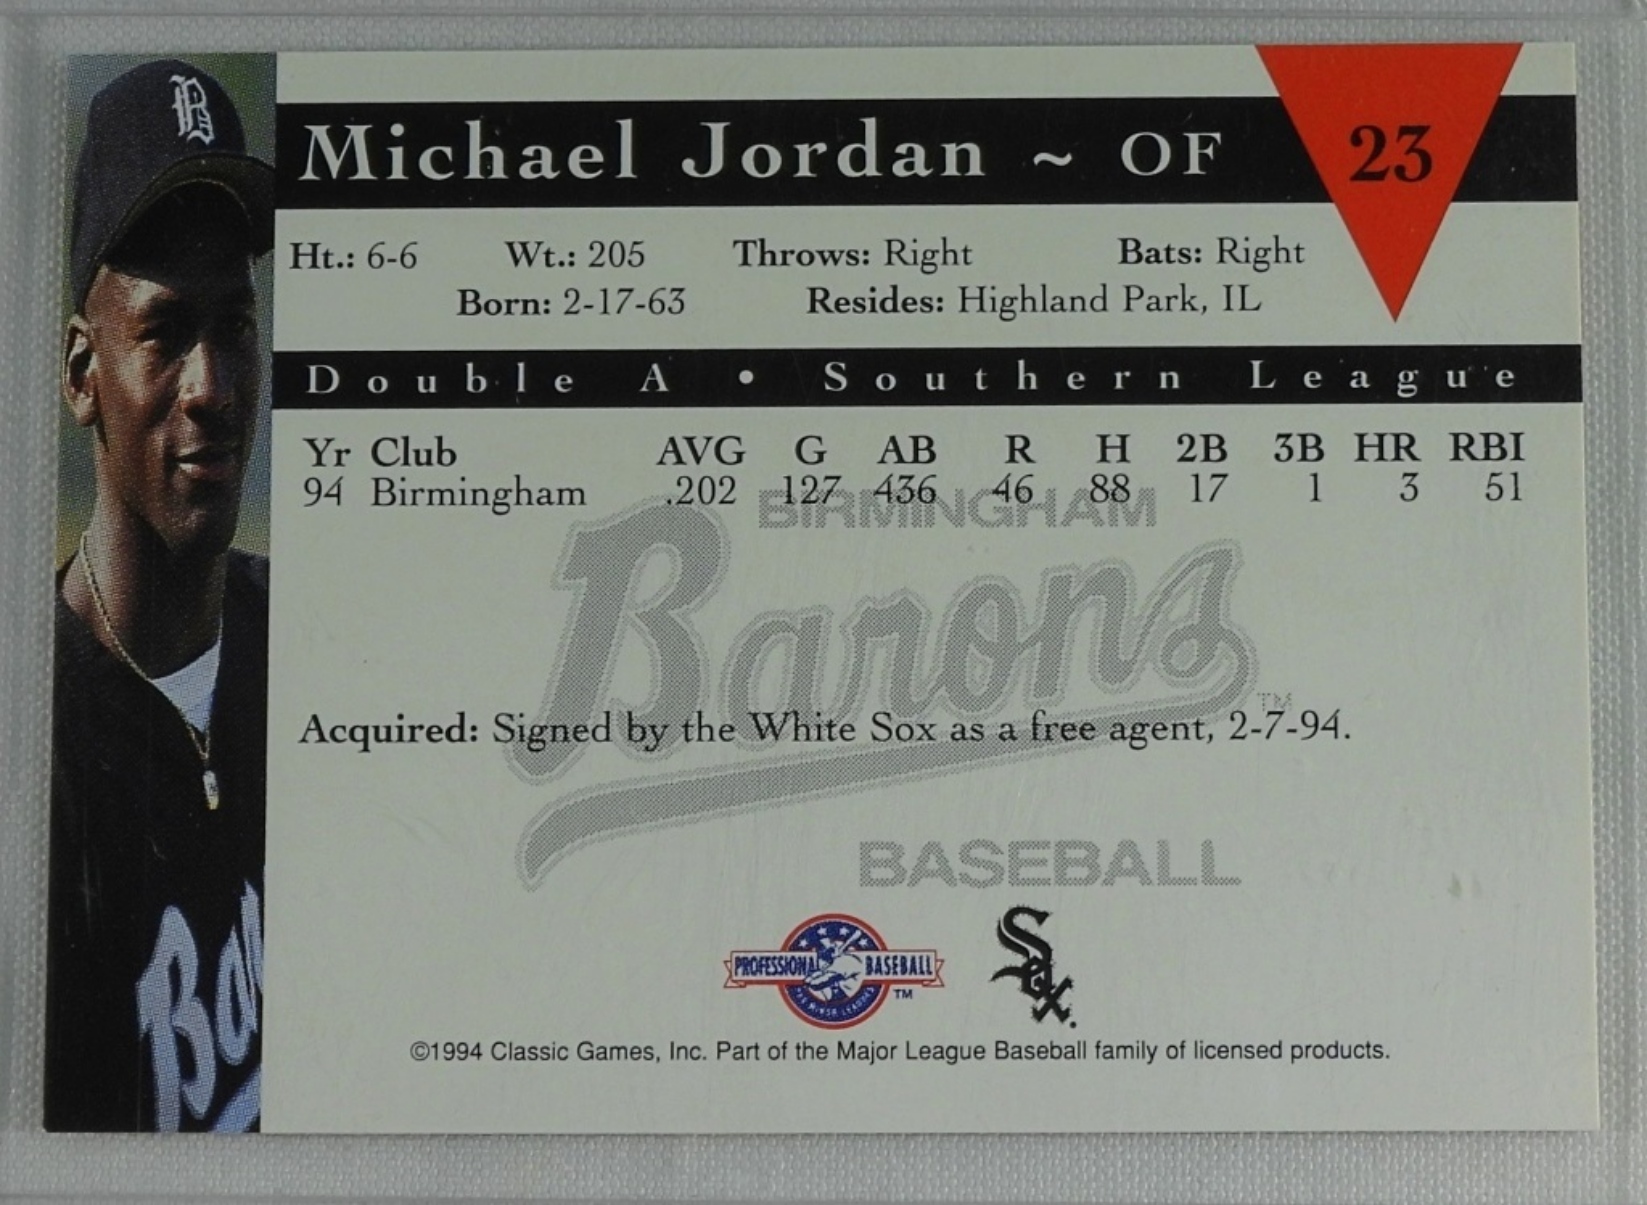 Michael Jordan ~ OF
23
Ht.: 6-6 Wt.: 205 Throws: Right Bats: Right
Born: 2-17-63 Resides: Highland Park, IL
Double A • Southern League
Yr Club AVG G AB R H 2B 3B HR RBI
94 Birmingham .202 127 436 46 88 17 1 3 51
BIRMINGHAM
Barons TM
Acquired: Signed by the White Sox as a free agent, 2-7-94.
BASEBALL
PROFESSIONAL BASEBALL TM
Sox
©1994 Classic Games, Inc. Part of the Major League Baseball family of licensed products.
B
Bar